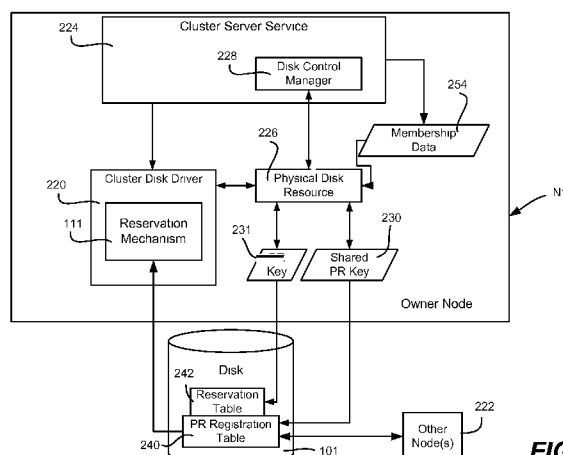 Cluster Server Service
224
228
Disk Control
Manager
254
Membership
Data
226
Cluster Disk Driver
Physical Disk
Resource
220
111
Reservation
Mechanism
231
Key
230
Shared
PR Key
Owner Node
Disk
242
Reservation
Table
PR Registration
Table
240
101
222
Other
Node(s)